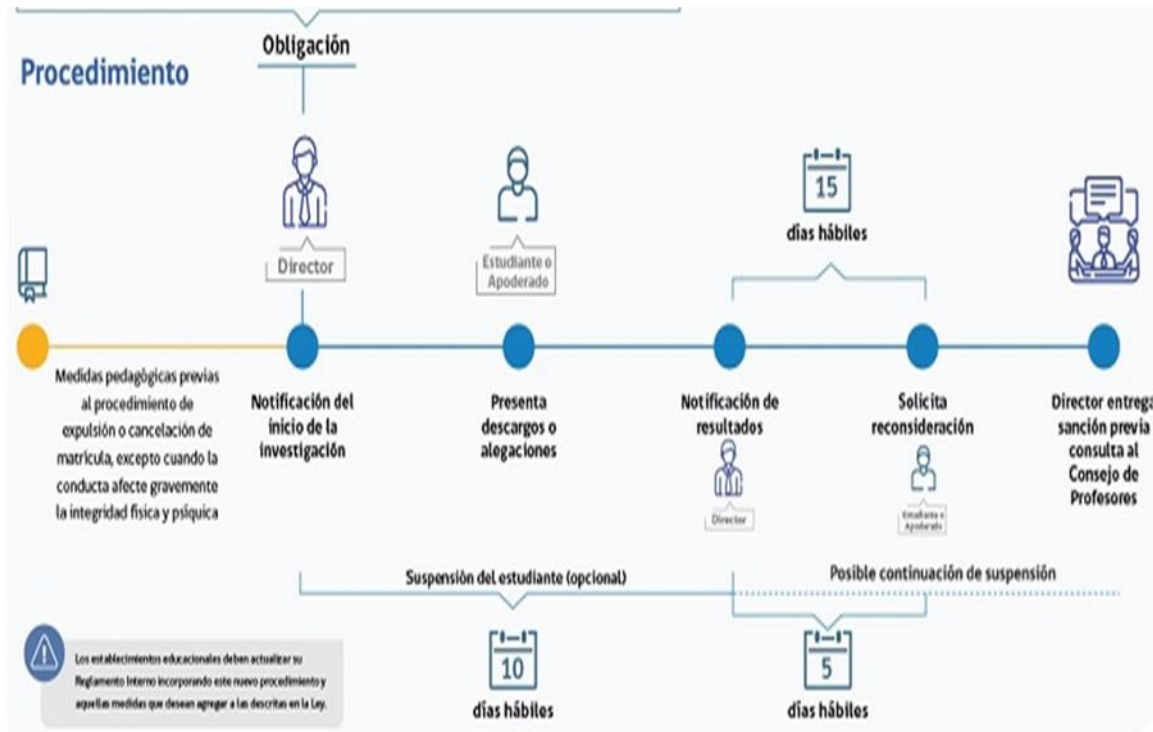 Obligación
Procedimiento
15
días hábiles
Director
Estudiante o
Apoderado
Medidas pedagógicas previas
al procedimiento de
expulsión o cancelación de
matrícula, excepto cuando la
conducta afecte gravemente
la integridad física y psíquica
Notificación del
inicio de la
investigación
Presenta
descargos o
alegaciones
Notificación de
resultados
Director
Solicita
reconsideración
Estudiante o
Apoderado
Director entrega
sanción previa
consulta al
Consejo de
Profesores
Suspensión del estudiante (opcional)
Posible continuación de suspensión
10
días hábiles
5
días hábiles
Los establecimientos educacionales deben actualizar su
Reglamento Interno incorporando este nuevo procedimiento y
aquellas medidas que desean agregar a las descritas en la Ley.